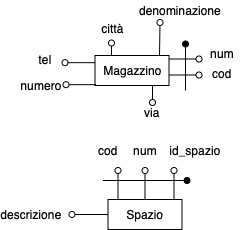 denominazione
città
tel
num
Magazzino
cod
numero
via
cod
num
id_spazio
descrizione
Spazio